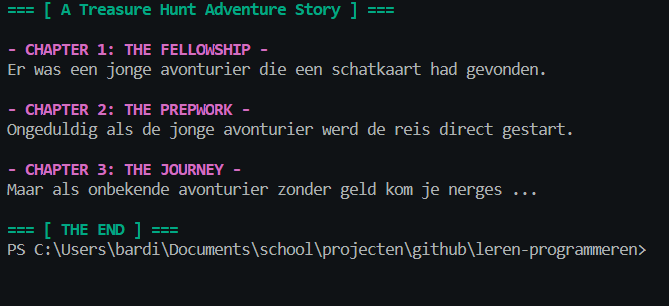 === [ A Treasure Hunt Adventure Story ] ===
- CHAPTER 1: THE FELLOWSHIP -
Er was een jonge avonturier die een schatkaart had gevonden.
- CHAPTER 2: THE PREPWORK -
Ongeduldig als de jonge avonturier werd de reis direct gestart.
- CHAPTER 3: THE JOURNEY -
Maar als onbekende avonturier zonder geld kom je nerges ...
=== [ THE END ] ===
PS C:\Users\bardi\Documents\school\projecten\github\leren-programmeren>